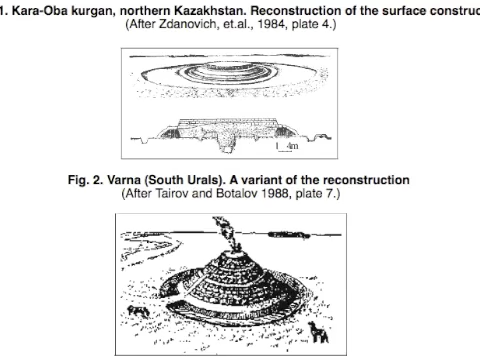 1. Kara-Oba kurgan, northern Kazakhstan. Reconstruction of the surface construc
(After Zdanovich, et.al., 1984, plate 4.)
1 4m
Fig. 2. Varna (South Urals). A variant of the reconstruction
(After Tairov and Botalov 1988, plate 7.)